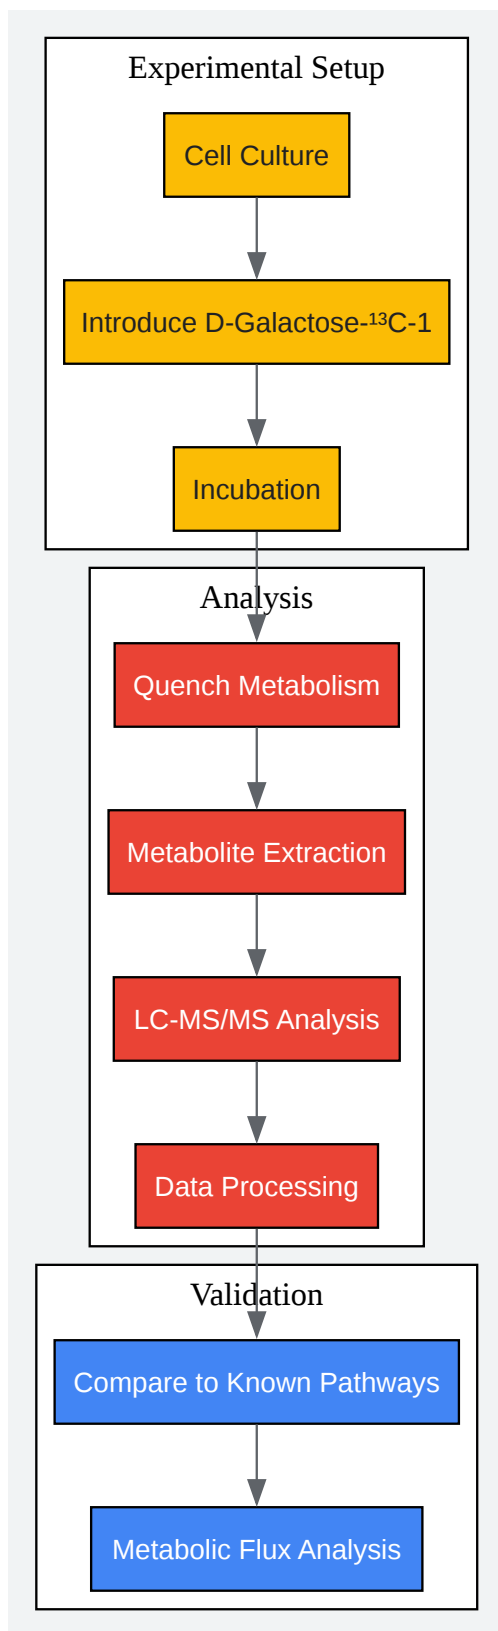 Experimental Setup
Cell Culture
Introduce D-Galactose-¹³C-1
Incubation
Analysis
Quench Metabolism
Metabolite Extraction
LC-MS/MS Analysis
Data Processing
Validation
Compare to Known Pathways
Metabolic Flux Analysis